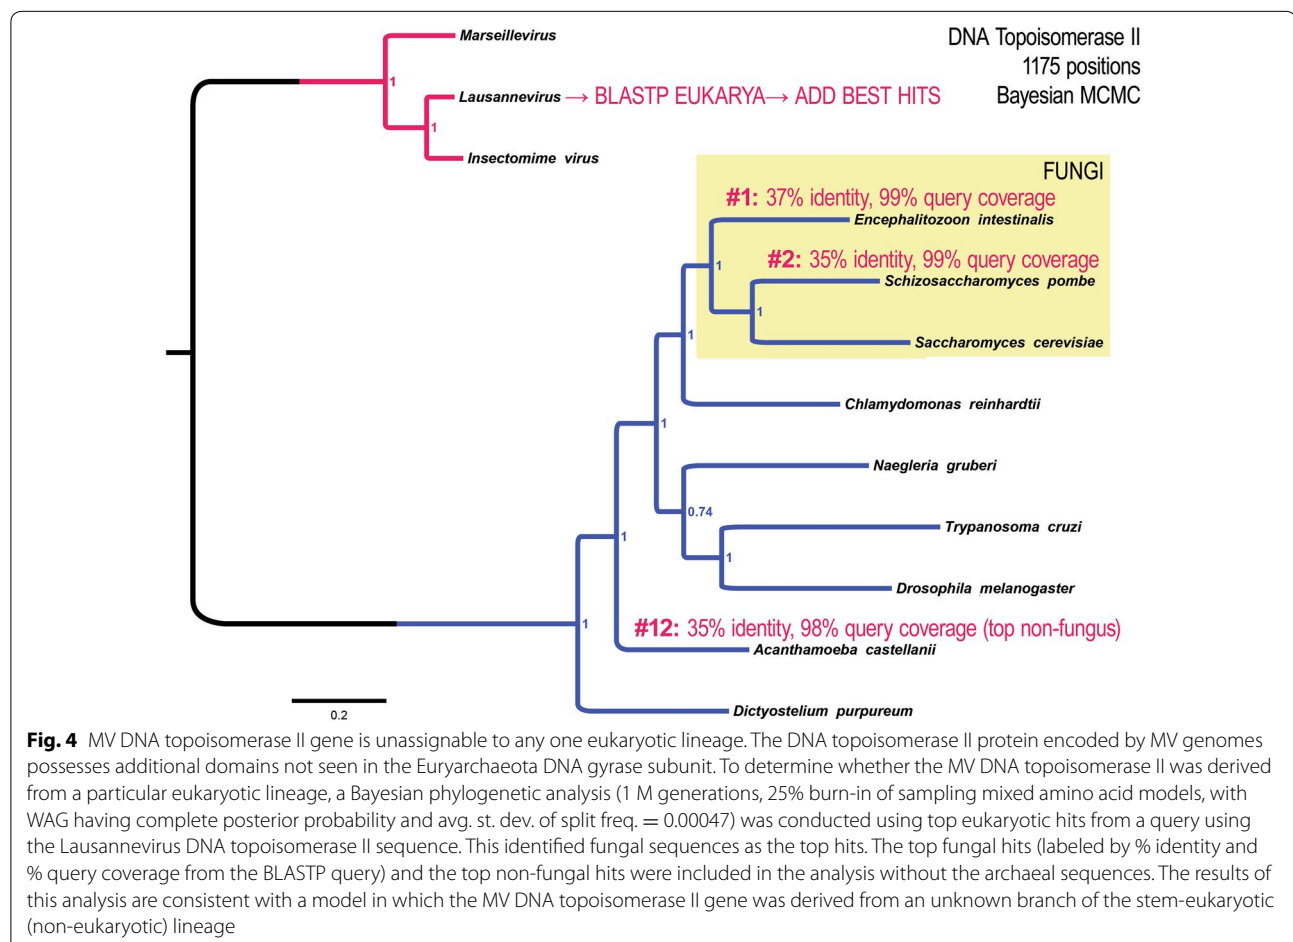 Marseillevirus
DNA Topoisomerase II
1175 positions
Bayesian MCMC
1
Lausannevirus → BLASTP EUKARYA → ADD BEST HITS
1
Insectomime virus
FUNGI
#1: 37% identity, 99% query coverage
Encephalitozoon intestinalis
#2: 35% identity, 99% query coverage
1
Schizosaccharomyces pombe
1
Saccharomyces cerevisiae
1
Chlamydomonas reinhardtii
1
Naegleria gruberi
0.74
Trypanosoma cruzi
1
1
Drosophila melanogaster
1
#12: 35% identity, 98% query coverage (top non-fungus)
Acanthamoeba castellanii
Dictyostelium purpureum
0.2
Fig. 4 MV DNA topoisomerase II gene is unassignable to any one eukaryotic lineage. The DNA topoisomerase II protein encoded by MV genomes
possesses additional domains not seen in the Euryarchaeota DNA gyrase subunit. To determine whether the MV DNA topoisomerase II was derived
from a particular eukaryotic lineage, a Bayesian phylogenetic analysis (1 M generations, 25% burn-in of sampling mixed amino acid models, with
WAG having complete posterior probability and avg. st. dev. of split freq. = 0.00047) was conducted using top eukaryotic hits from a query using
the Lausannevirus DNA topoisomerase II sequence. This identified fungal sequences as the top hits. The top fungal hits (labeled by % identity and
% query coverage from the BLASTP query) and the top non-fungal hits were included in the analysis without the archaeal sequences. The results of
this analysis are consistent with a model in which the MV DNA topoisomerase II gene was derived from an unknown branch of the stem-eukaryotic
(non-eukaryotic) lineage